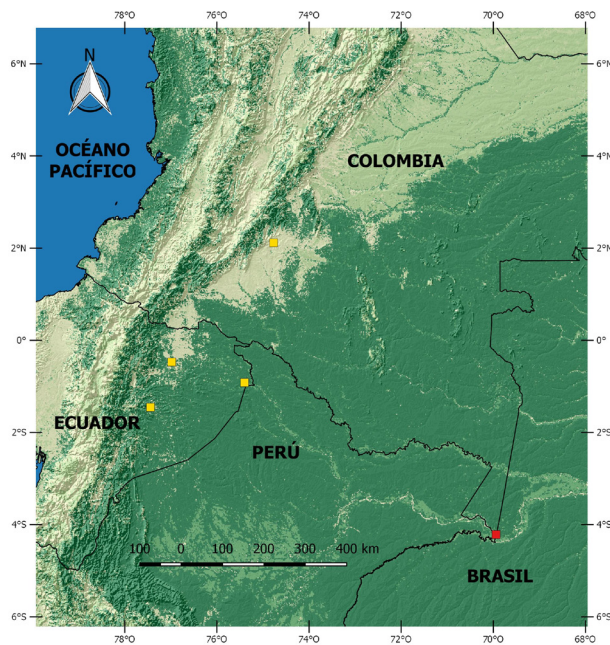 78°O 76°O 74°O 72°O 70°O 68°O
6°N 6°N
N
OCÉANO
PACÍFICO
COLOMBIA
4°N 4°N
2°N 2°N
0° 0°
2°S 2°S
ECUADOR
PERÚ
4°S 4°S
100 0 100 200 300 400 km
BRASIL
6°S 6°S
78°O 76°O 74°O 72°O 70°O 68°O